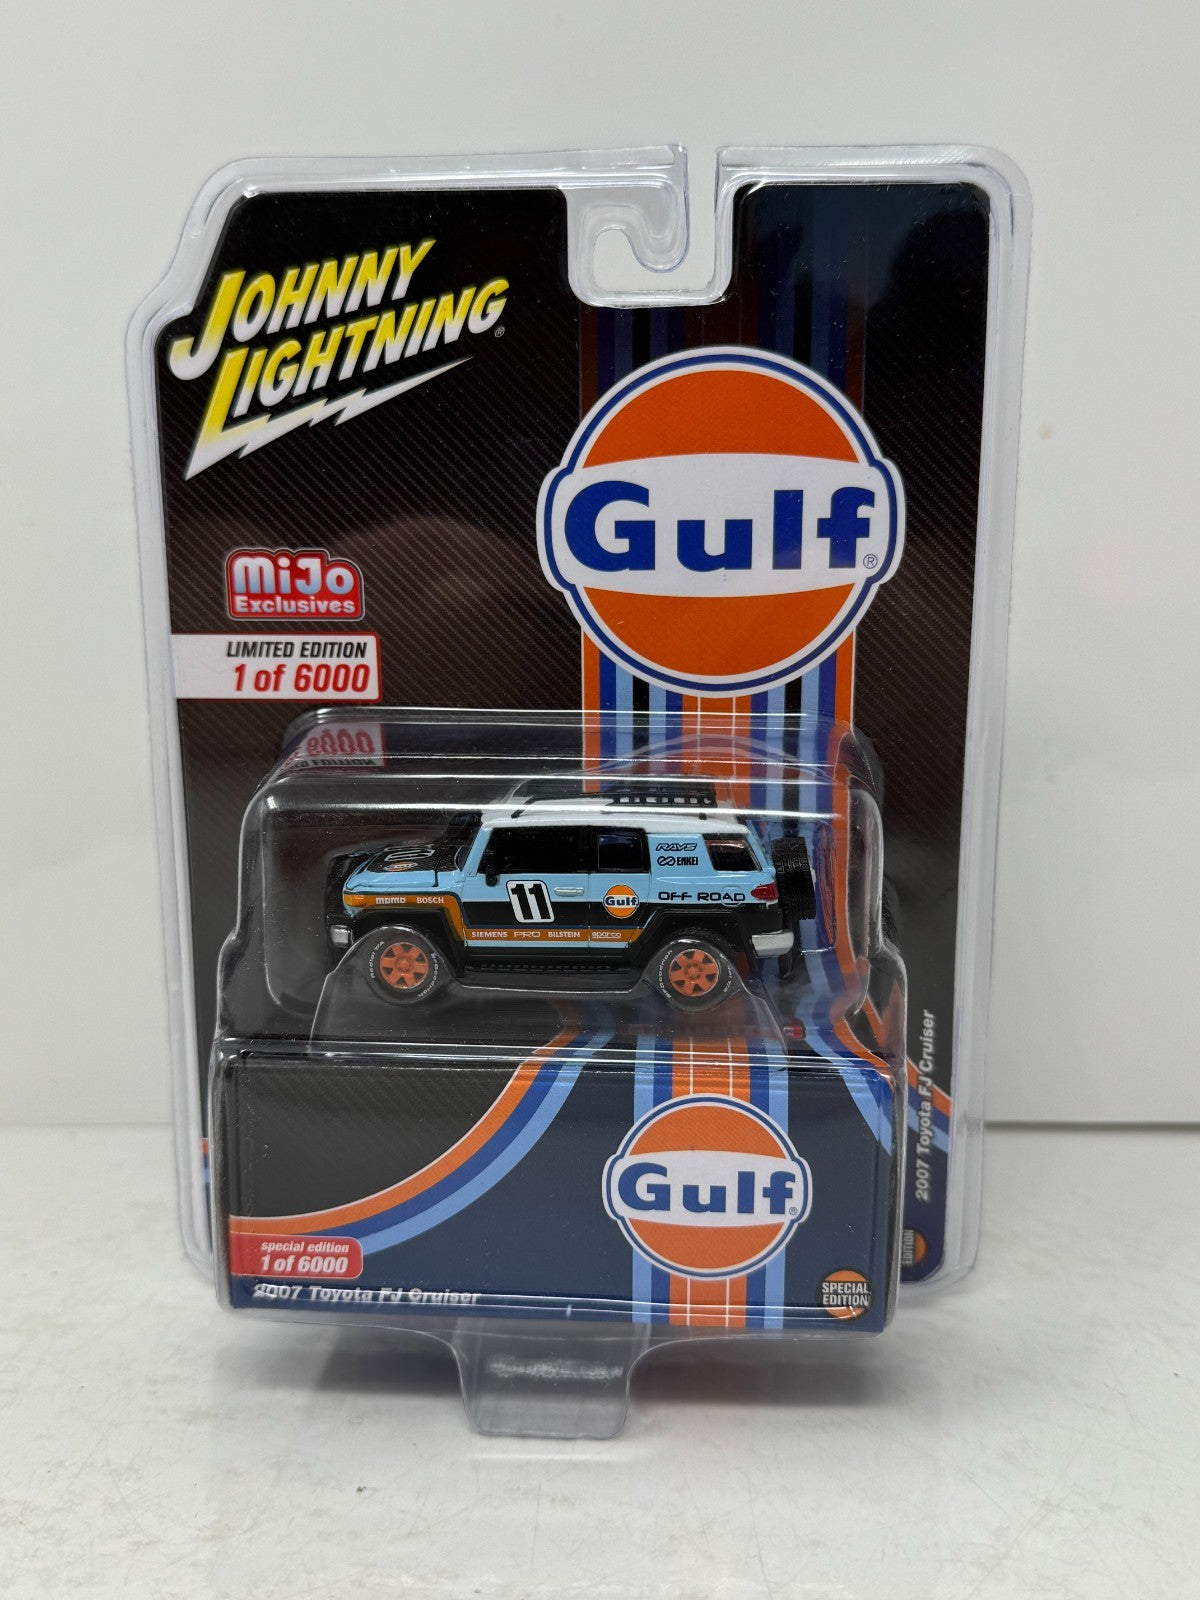 JOHNNY
LIGHTNING®
Gulf®
MiJo
Exclusives
LIMITED EDITION
1 of 6000
RAYS
ENKEI
OFF ROAD
11
Gulf
momo BOSCH
SIEMENS PRO BILSTEIN sparco
2007 Toyota FJ Cruiser
Gulf®
special edition
1 of 6000
2007 Toyota FJ Cruiser
SPECIAL
EDITION
EDITION